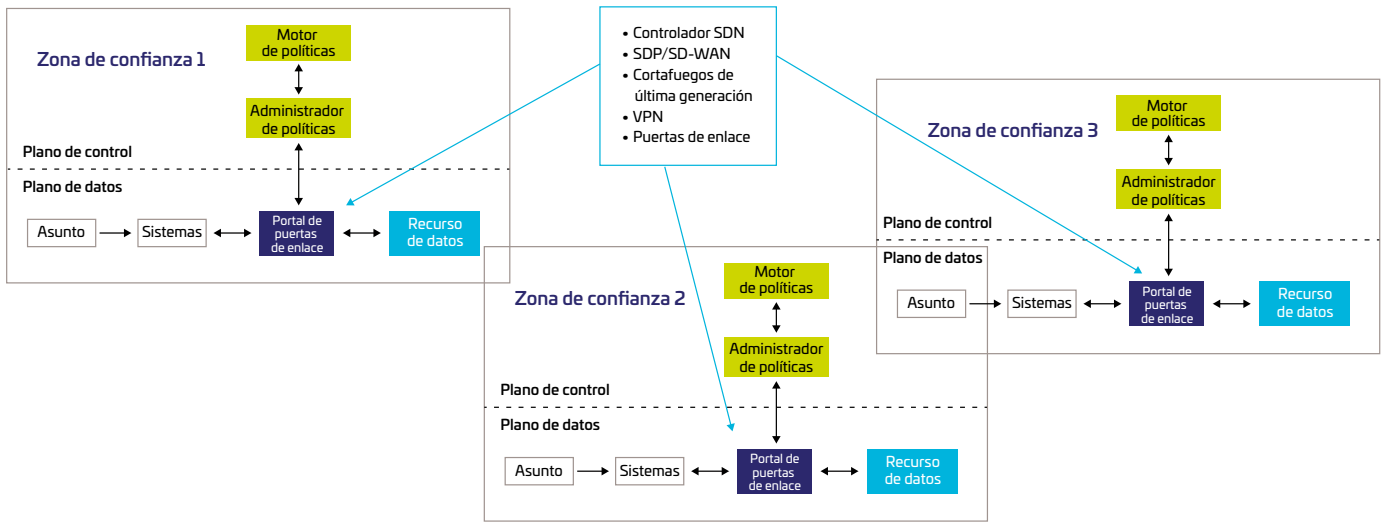 Zona de confianza 1
Motor
de políticas
Administrador
de políticas
Plano de control
Plano de datos
Asunto
Sistemas
Portal de
puertas
de enlace
Recurso
de datos
• Controlador SDN
• SDP/SD-WAN
• Cortafuegos de
última generación
• VPN
• Puertas de enlace
Zona de confianza 2
Motor
de políticas
Administrador
de políticas
Plano de control
Plano de datos
Asunto
Sistemas
Portal de
puertas
de enlace
Recurso
de datos
Zona de confianza 3
Motor
de políticas
Administrador
de políticas
Plano de control
Plano de datos
Asunto
Sistemas
Portal de
puertas
de enlace
Recurso
de datos